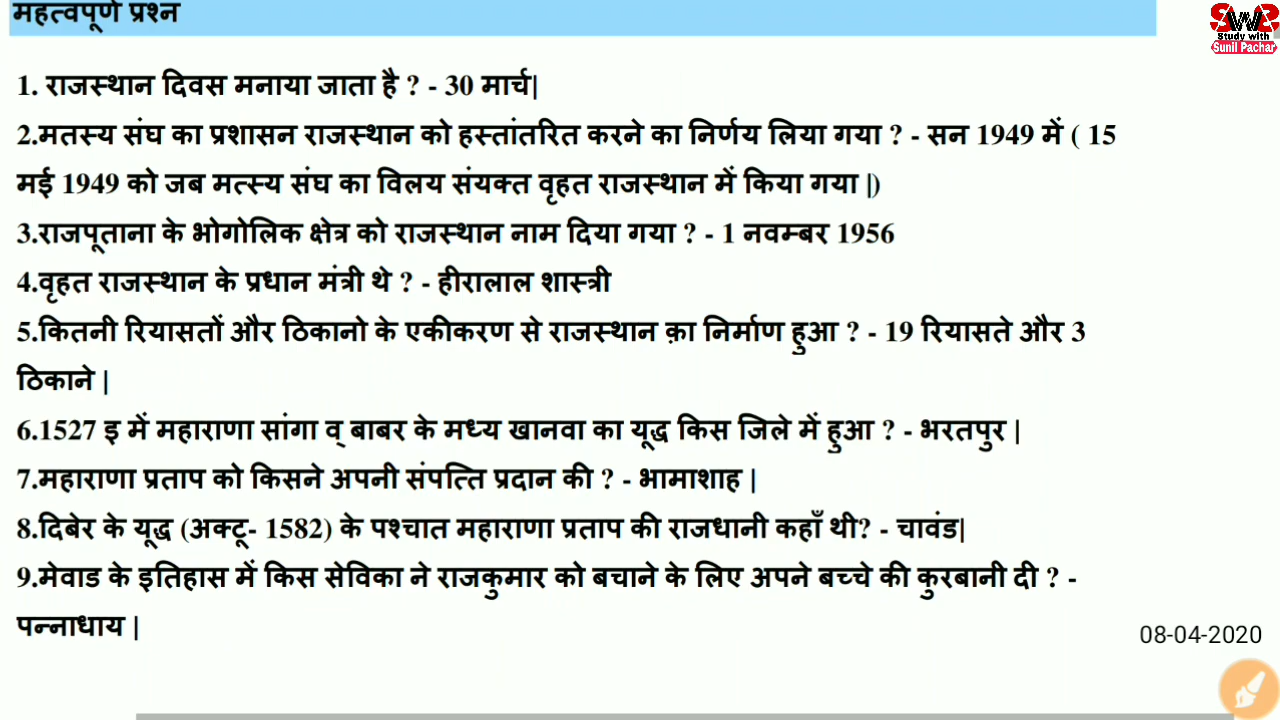 महत्वपूर्ण प्रश्न
SWS
Study with
Sunil Pachar
1. राजस्थान दिवस मनाया जाता है ? - 30 मार्च|
2.मतस्य संघ का प्रशासन राजस्थान को हस्तांतरित करने का निर्णय लिया गया ? - सन 1949 में ( 15
मई 1949 को जब मत्स्य संघ का विलय संयक्त वृहत राजस्थान में किया गया |)
3.राजपूताना के भोगोलिक क्षेत्र को राजस्थान नाम दिया गया ? - 1 नवम्बर 1956
4.वृहत राजस्थान के प्रधान मंत्री थे ? - हीरालाल शास्त्री
5.कितनी रियासतों और ठिकानो के एकीकरण से राजस्थान क़ा निर्माण हुआ ? - 19 रियासते और 3
ठिकाने |
6.1527 इ में महाराणा सांगा व् बाबर के मध्य खानवा का यूद्ध किस जिले में हुआ ? - भरतपुर |
7.महाराणा प्रताप को किसने अपनी संपत्ति प्रदान की ? - भामाशाह |
8.दिबेर के यूद्ध (अक्टू- 1582) के पश्चात महाराणा प्रताप की राजधानी कहाँ थी? - चावंड|
9.मेवाड के इतिहास में किस सेविका ने राजकुमार को बचाने के लिए अपने बच्चे की कुरबानी दी ? -
पन्नाधाय |
08-04-2020